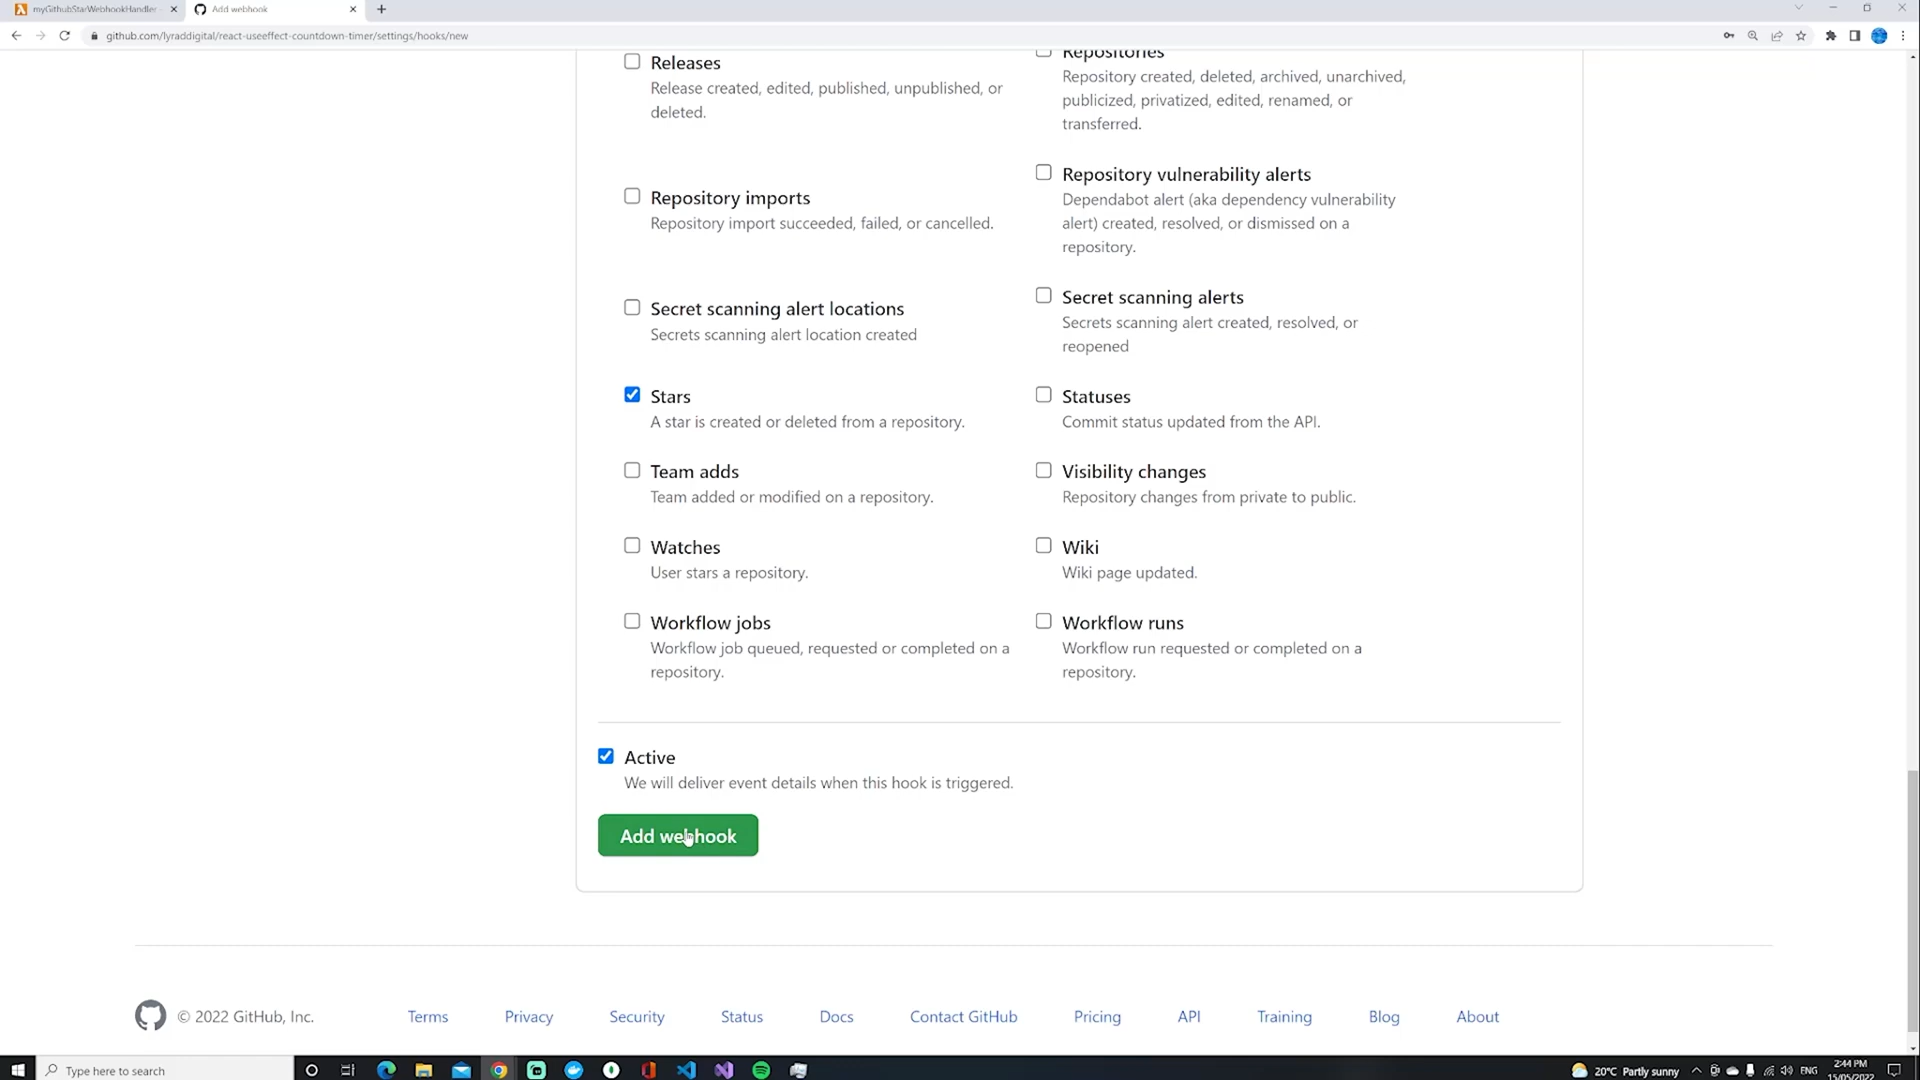 myGithubStarWebhookHandler -
Add webhook
github.com/lyraddigital/react-useeffect-countdown-timer/settings/hooks/new
Releases
Release created, edited, published, unpublished, or
deleted.
Repositories
Repository created, deleted, archived, unarchived,
publicized, privatized, edited, renamed, or
transferred.
Repository imports
Repository import succeeded, failed, or cancelled.
Repository vulnerability alerts
Dependabot alert (aka dependency vulnerability
alert) created, resolved, or dismissed on a
repository.
Secret scanning alert locations
Secrets scanning alert location created
Secret scanning alerts
Secrets scanning alert created, resolved, or
reopened
Stars
A star is created or deleted from a repository.
Statuses
Commit status updated from the API.
Team adds
Team added or modified on a repository.
Visibility changes
Repository changes from private to public.
Watches
User stars a repository.
Wiki
Wiki page updated.
Workflow jobs
Workflow job queued, requested or completed on a
repository.
Workflow runs
Workflow run requested or completed on a
repository.
Active
We will deliver event details when this hook is triggered.
Add webhook
© 2022 GitHub, Inc.
Terms
Privacy
Security
Status
Docs
Contact GitHub
Pricing
API
Training
Blog
About
Type here to search
20°C Partly sunny
ENG
2:44 PM
15/05/2022